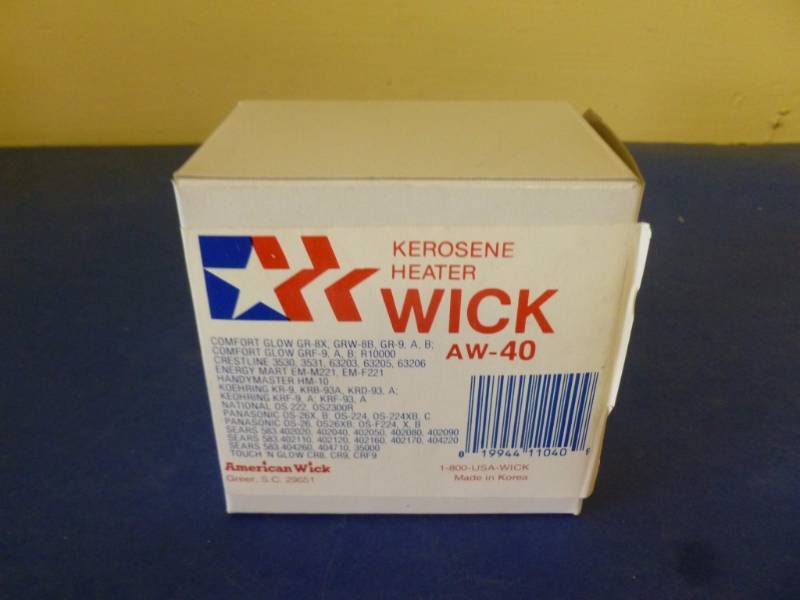 KEROSENE
HEATER
WICK
AW-40
COMFORT GLOW GR-8X, GRW-8B, GR-9, A, B;
COMFORT GLOW GRF-9, A, B; R10000
CRESTLINE 3530, 3531, 63203, 63205, 63206
ENERGY MART EM-M221, EM-F221
HANDYMASTER HM-10
KOEHRING KR-9, KRB-93A, KRD-93, A;
KEOHRING KRF-9, A; KRF-93, A
NATIONAL OS 222, OS2300R
PANASONIC OS-26X, B, OS-224, OS-224XB, C
PANASONIC OS-26, OS26XB, OS-F224, X, B
SEARS 583.402020, 402040, 402050, 402080, 402090
SEARS 583.402110, 402120, 402160, 402170, 404220
SEARS 583.404260, 404710, 35000
TOUCH 'N GLOW CR8, CR9, CRF9
0 19944 11040
American Wick
Greer, S.C. 29651
1-800-USA-WICK
Made in Korea